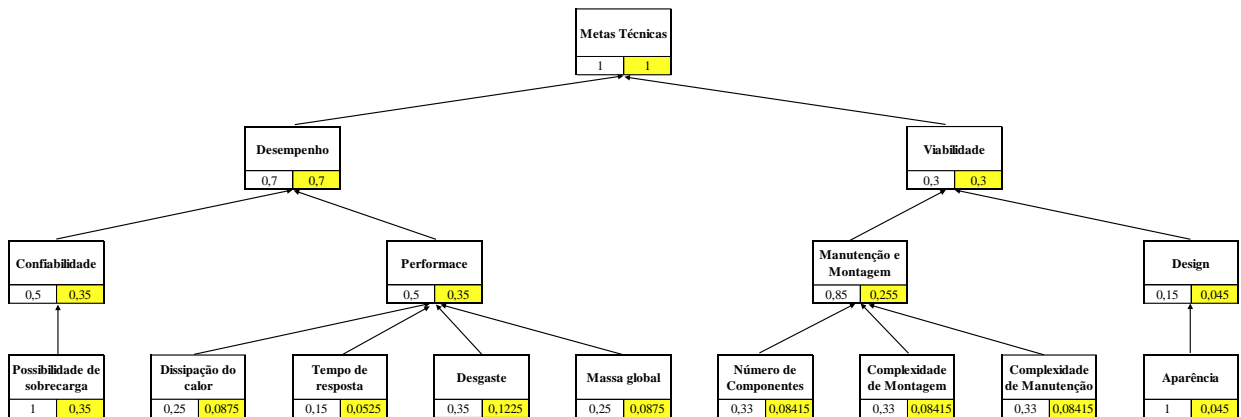 Metas Técnicas
1 1
Desempenho
0,7 0,7
Viabilidade
0,3 0,3
Confiabilidade
0,5 0,35
Performace
0,5 0,35
Manutenção e
Montagem
0,85 0,255
Design
0,15 0,045
Possibilidade de
sobrecarga
1 0,35
Dissipação do
calor
0,25 0,0875
Tempo de
resposta
0,15 0,0525
Desgaste
0,35 0,1225
Massa global
0,25 0,0875
Número de
Componentes
0,33 0,08415
Complexidade
de Montagem
0,33 0,08415
Complexidade
de Manutenção
0,33 0,08415
Aparência
1 0,045